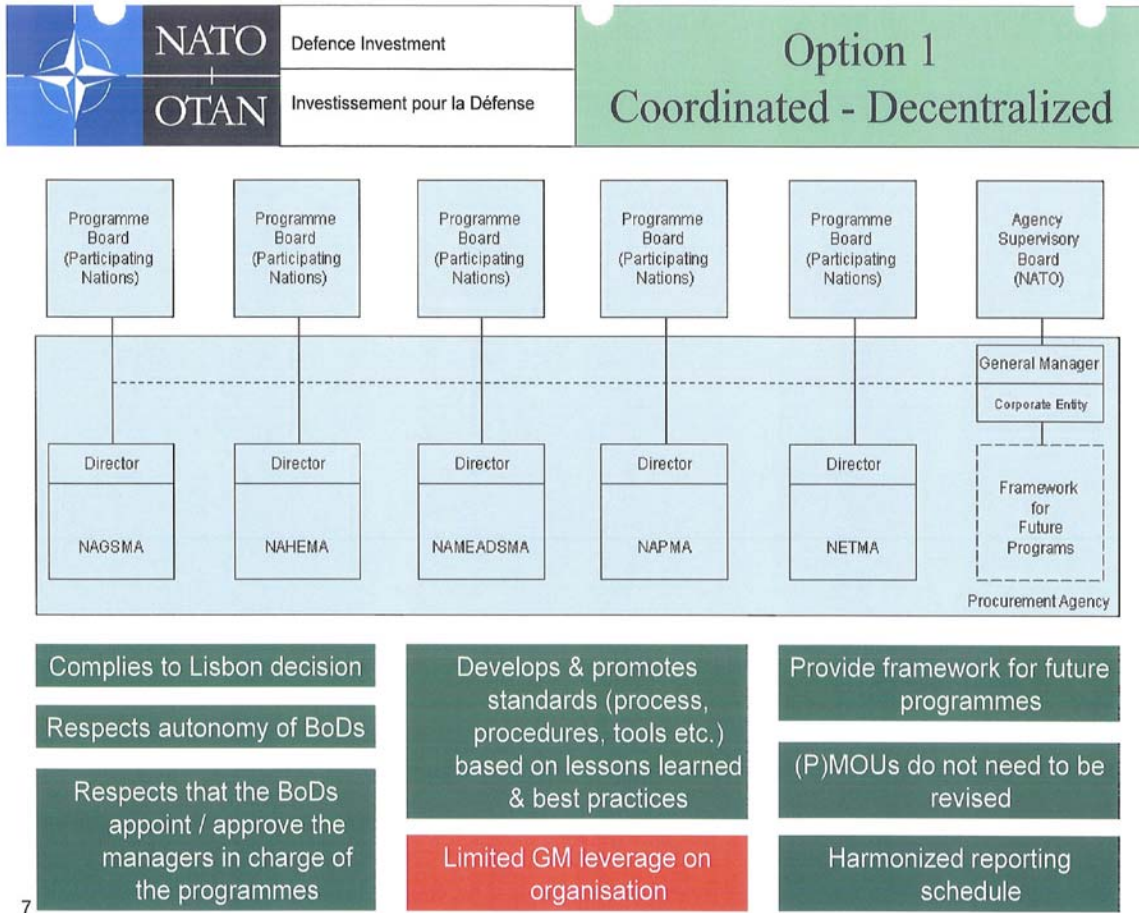 NATO
OTAN
Defence Investment
Investissement pour la Défense
Option 1
Coordinated - Decentralized
Programme
Board
(Participating
Nations)
Programme
Board
(Participating
Nations)
Programme
Board
(Participating
Nations)
Programme
Board
(Participating
Nations)
Programme
Board
(Participating
Nations)
Agency
Supervisory
Board
(NATO)
General Manager
Corporate Entity
Director
NAGSMA
Director
NAHEMA
Director
NAMEADSMA
Director
NAPMA
Director
NETMA
Framework
for
Future
Programs
Procurement Agency
Complies to Lisbon decision
Respects autonomy of BoDs
Respects that the BoDs
appoint / approve the
managers in charge of
the programmes
Develops & promotes
standards (process,
procedures, tools etc.)
based on lessons learned
& best practices
Limited GM leverage on
organisation
Provide framework for future
programmes
(P)MOUs do not need to be
revised
Harmonized reporting
schedule
7